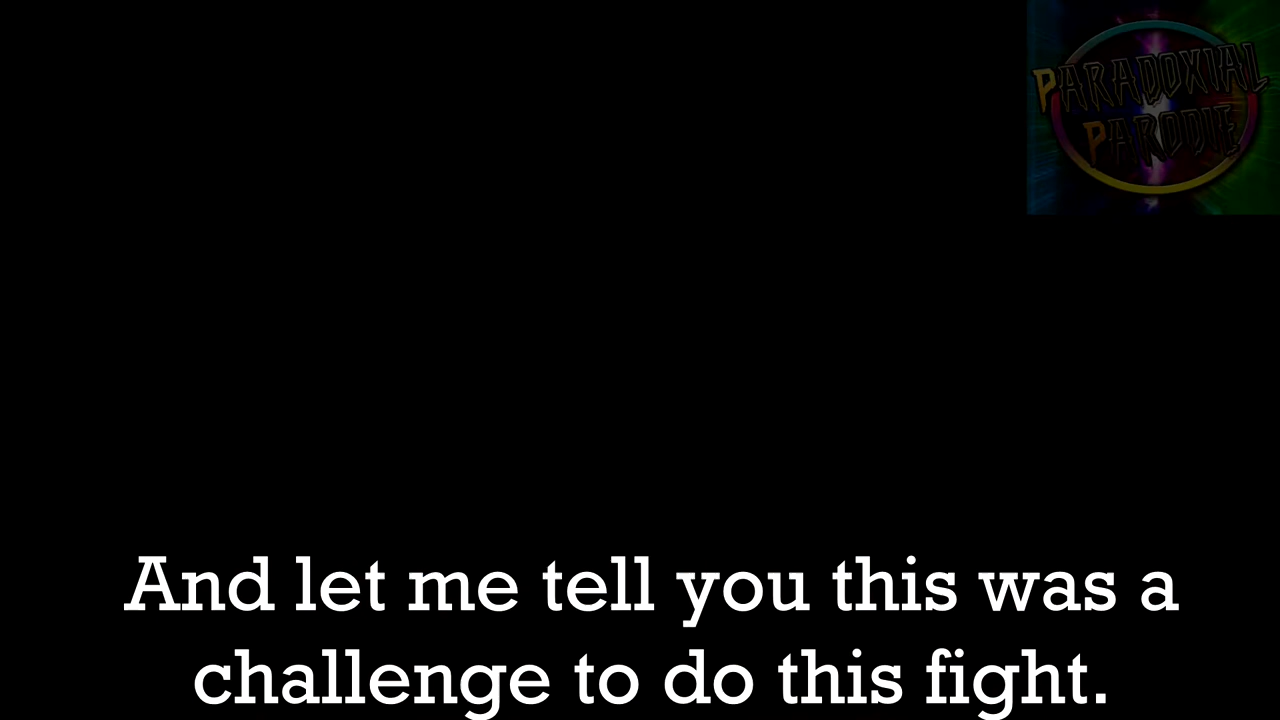 PARADOXIAL
PARODIE
And let me tell you this was a
challenge to do this fight.